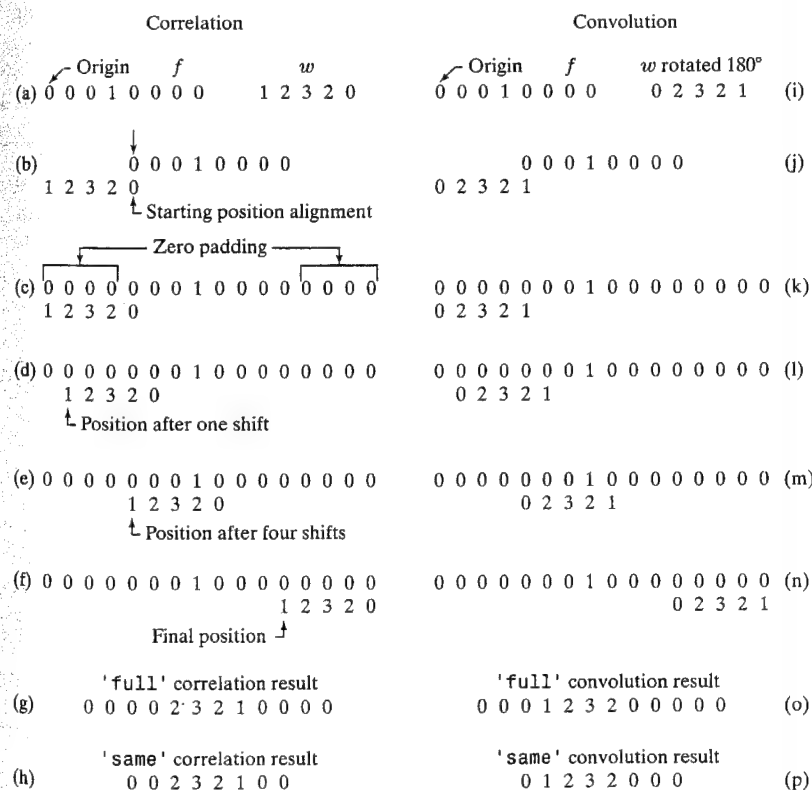 Correlation Convolution
Origin f w Origin f w rotated 180°
(a) 0 0 0 1 0 0 0 0 1 2 3 2 0 0 0 0 1 0 0 0 0 0 2 3 2 1 (i)
(b) 0 0 0 1 0 0 0 0 0 0 0 1 0 0 0 0 (j)
1 2 3 2 0 0 2 3 2 1
Starting position alignment
Zero padding
(c) 0 0 0 0 0 0 0 1 0 0 0 0 0 0 0 0 0 0 0 0 0 0 0 1 0 0 0 0 0 0 0 0 (k)
1 2 3 2 0 0 2 3 2 1
(d) 0 0 0 0 0 0 0 1 0 0 0 0 0 0 0 0 0 0 0 0 0 0 0 1 0 0 0 0 0 0 0 0 (l)
1 2 3 2 0 0 2 3 2 1
Position after one shift
(e) 0 0 0 0 0 0 0 1 0 0 0 0 0 0 0 0 0 0 0 0 0 0 0 1 0 0 0 0 0 0 0 0 (m)
1 2 3 2 0 0 2 3 2 1
Position after four shifts
(f) 0 0 0 0 0 0 0 1 0 0 0 0 0 0 0 0 0 0 0 0 0 0 0 1 0 0 0 0 0 0 0 0 (n)
1 2 3 2 0 0 2 3 2 1
Final position
'full' correlation result 'full' convolution result
(g) 0 0 0 0 2 3 2 1 0 0 0 0 0 0 0 1 2 3 2 0 0 0 0 0 (o)
'same' correlation result 'same' convolution result
(h) 0 0 2 3 2 1 0 0 0 1 2 3 2 0 0 0 (p)